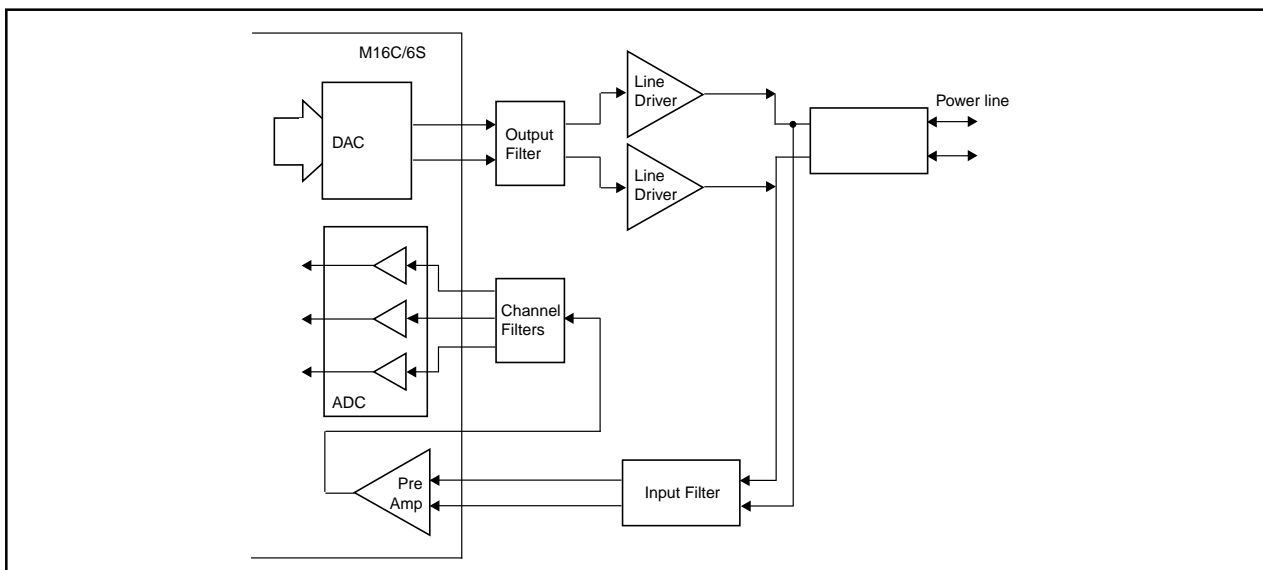 M16C/6S
DAC
Output
Filter
Line
Driver
Line
Driver
Power line
Channel
Filters
ADC
Pre
Amp
Input Filter